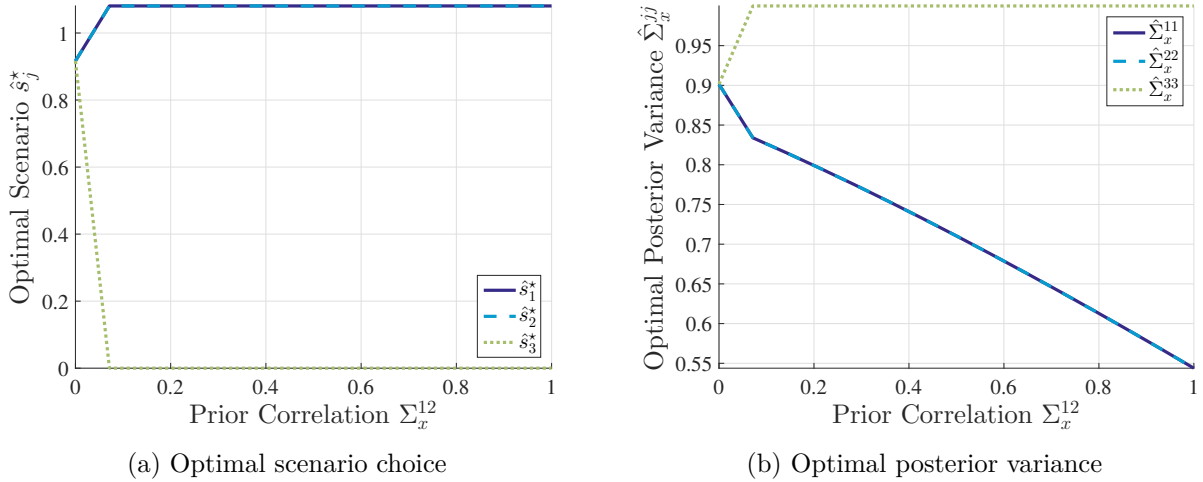 Optimal Scenario ŝ⋆j
1
0.8
0.6
0.4
0.2
0
0 0.2 0.4 0.6 0.8 1
Prior Correlation Σ12x
ŝ⋆1
ŝ⋆2
ŝ⋆3
(a) Optimal scenario choice
Optimal Posterior Variance Σ̂jjx
0.95
0.9
0.85
0.8
0.75
0.7
0.65
0.6
0.55
0 0.2 0.4 0.6 0.8 1
Prior Correlation Σ12x
Σ̂11x
Σ̂22x
Σ̂33x
(b) Optimal posterior variance